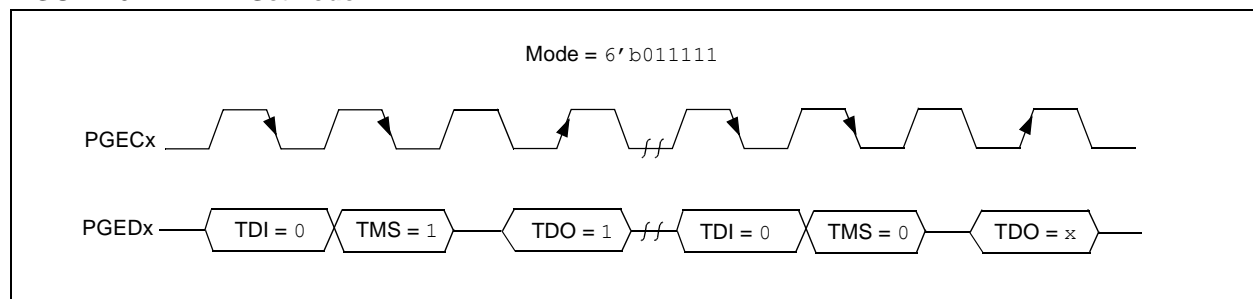 Mode = 6’b011111
PGECx
PGEDx
TDI = 0
TMS = 1
TDO = 1
TDI = 0
TMS = 0
TDO = x